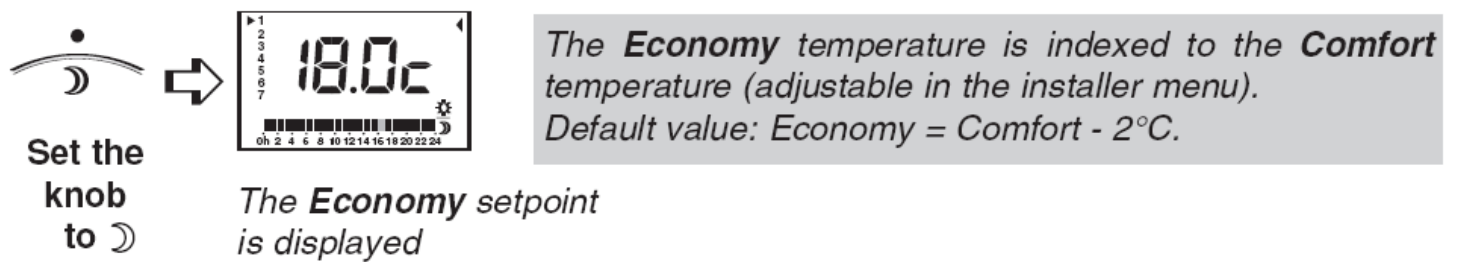 Set the
knob
to ☽
1
2
3
4
5
6
7
18.0c
0h 2 4 6 8 10 12 14 16 18 20 22 24
The Economy setpoint
is displayed
The Economy temperature is indexed to the Comfort
temperature (adjustable in the installer menu).
Default value: Economy = Comfort - 2°C.